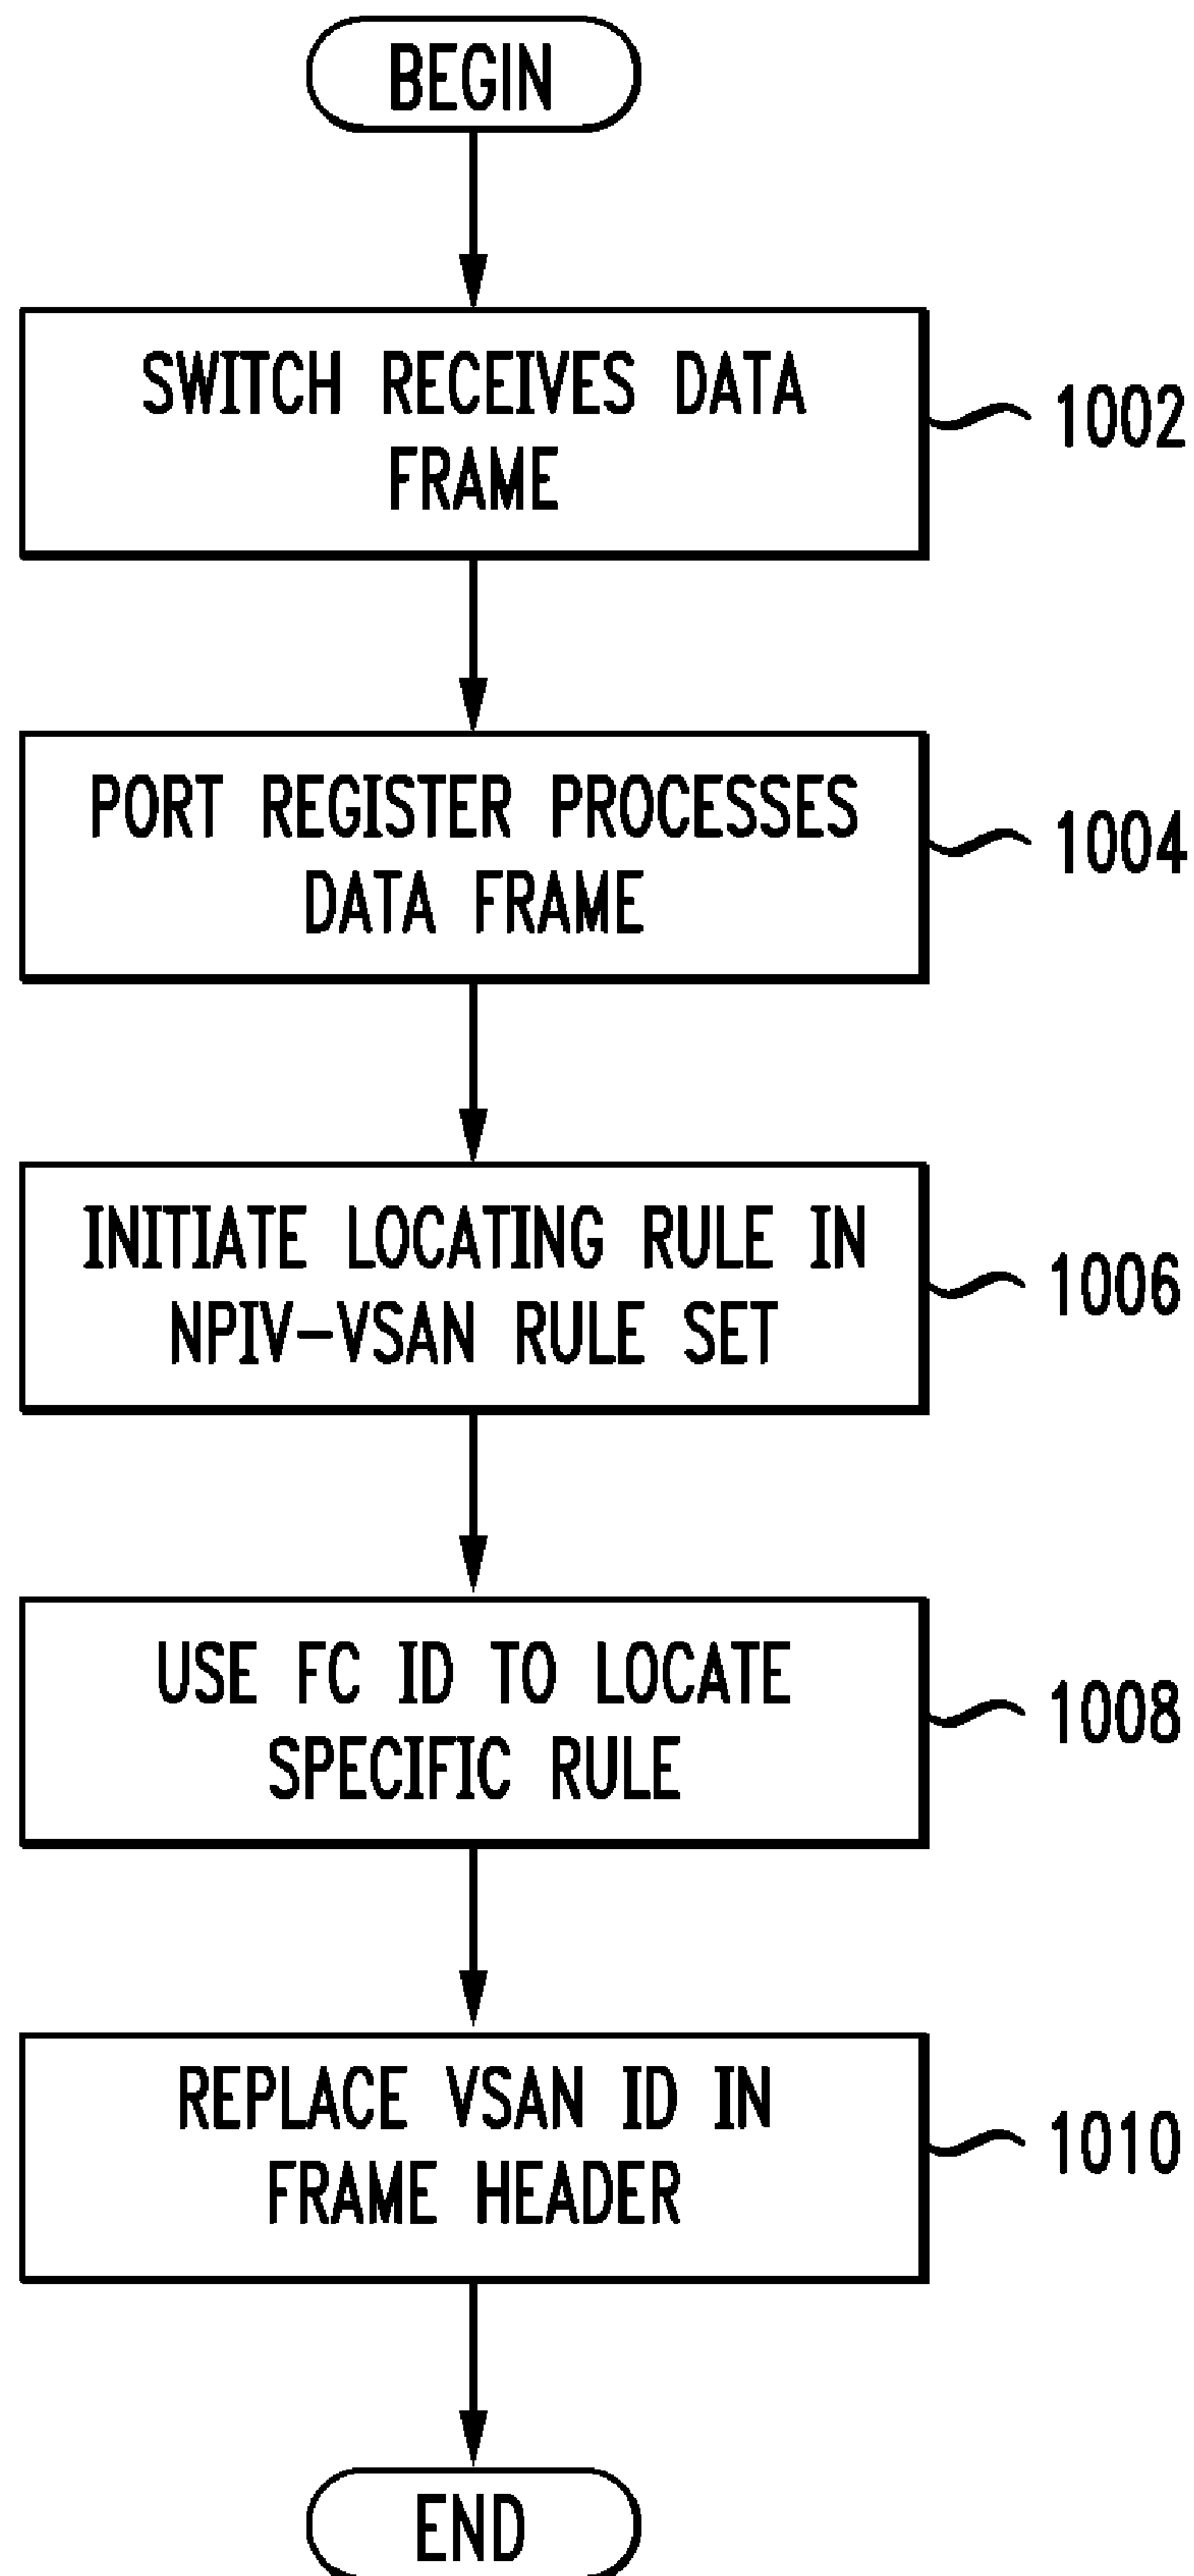 BEGIN
SWITCH RECEIVES DATA
FRAME
1002
PORT REGISTER PROCESSES
DATA FRAME
1004
INITIATE LOCATING RULE IN
NPIV-VSAN RULE SET
1006
USE FC ID TO LOCATE
SPECIFIC RULE
1008
REPLACE VSAN ID IN
FRAME HEADER
1010
END